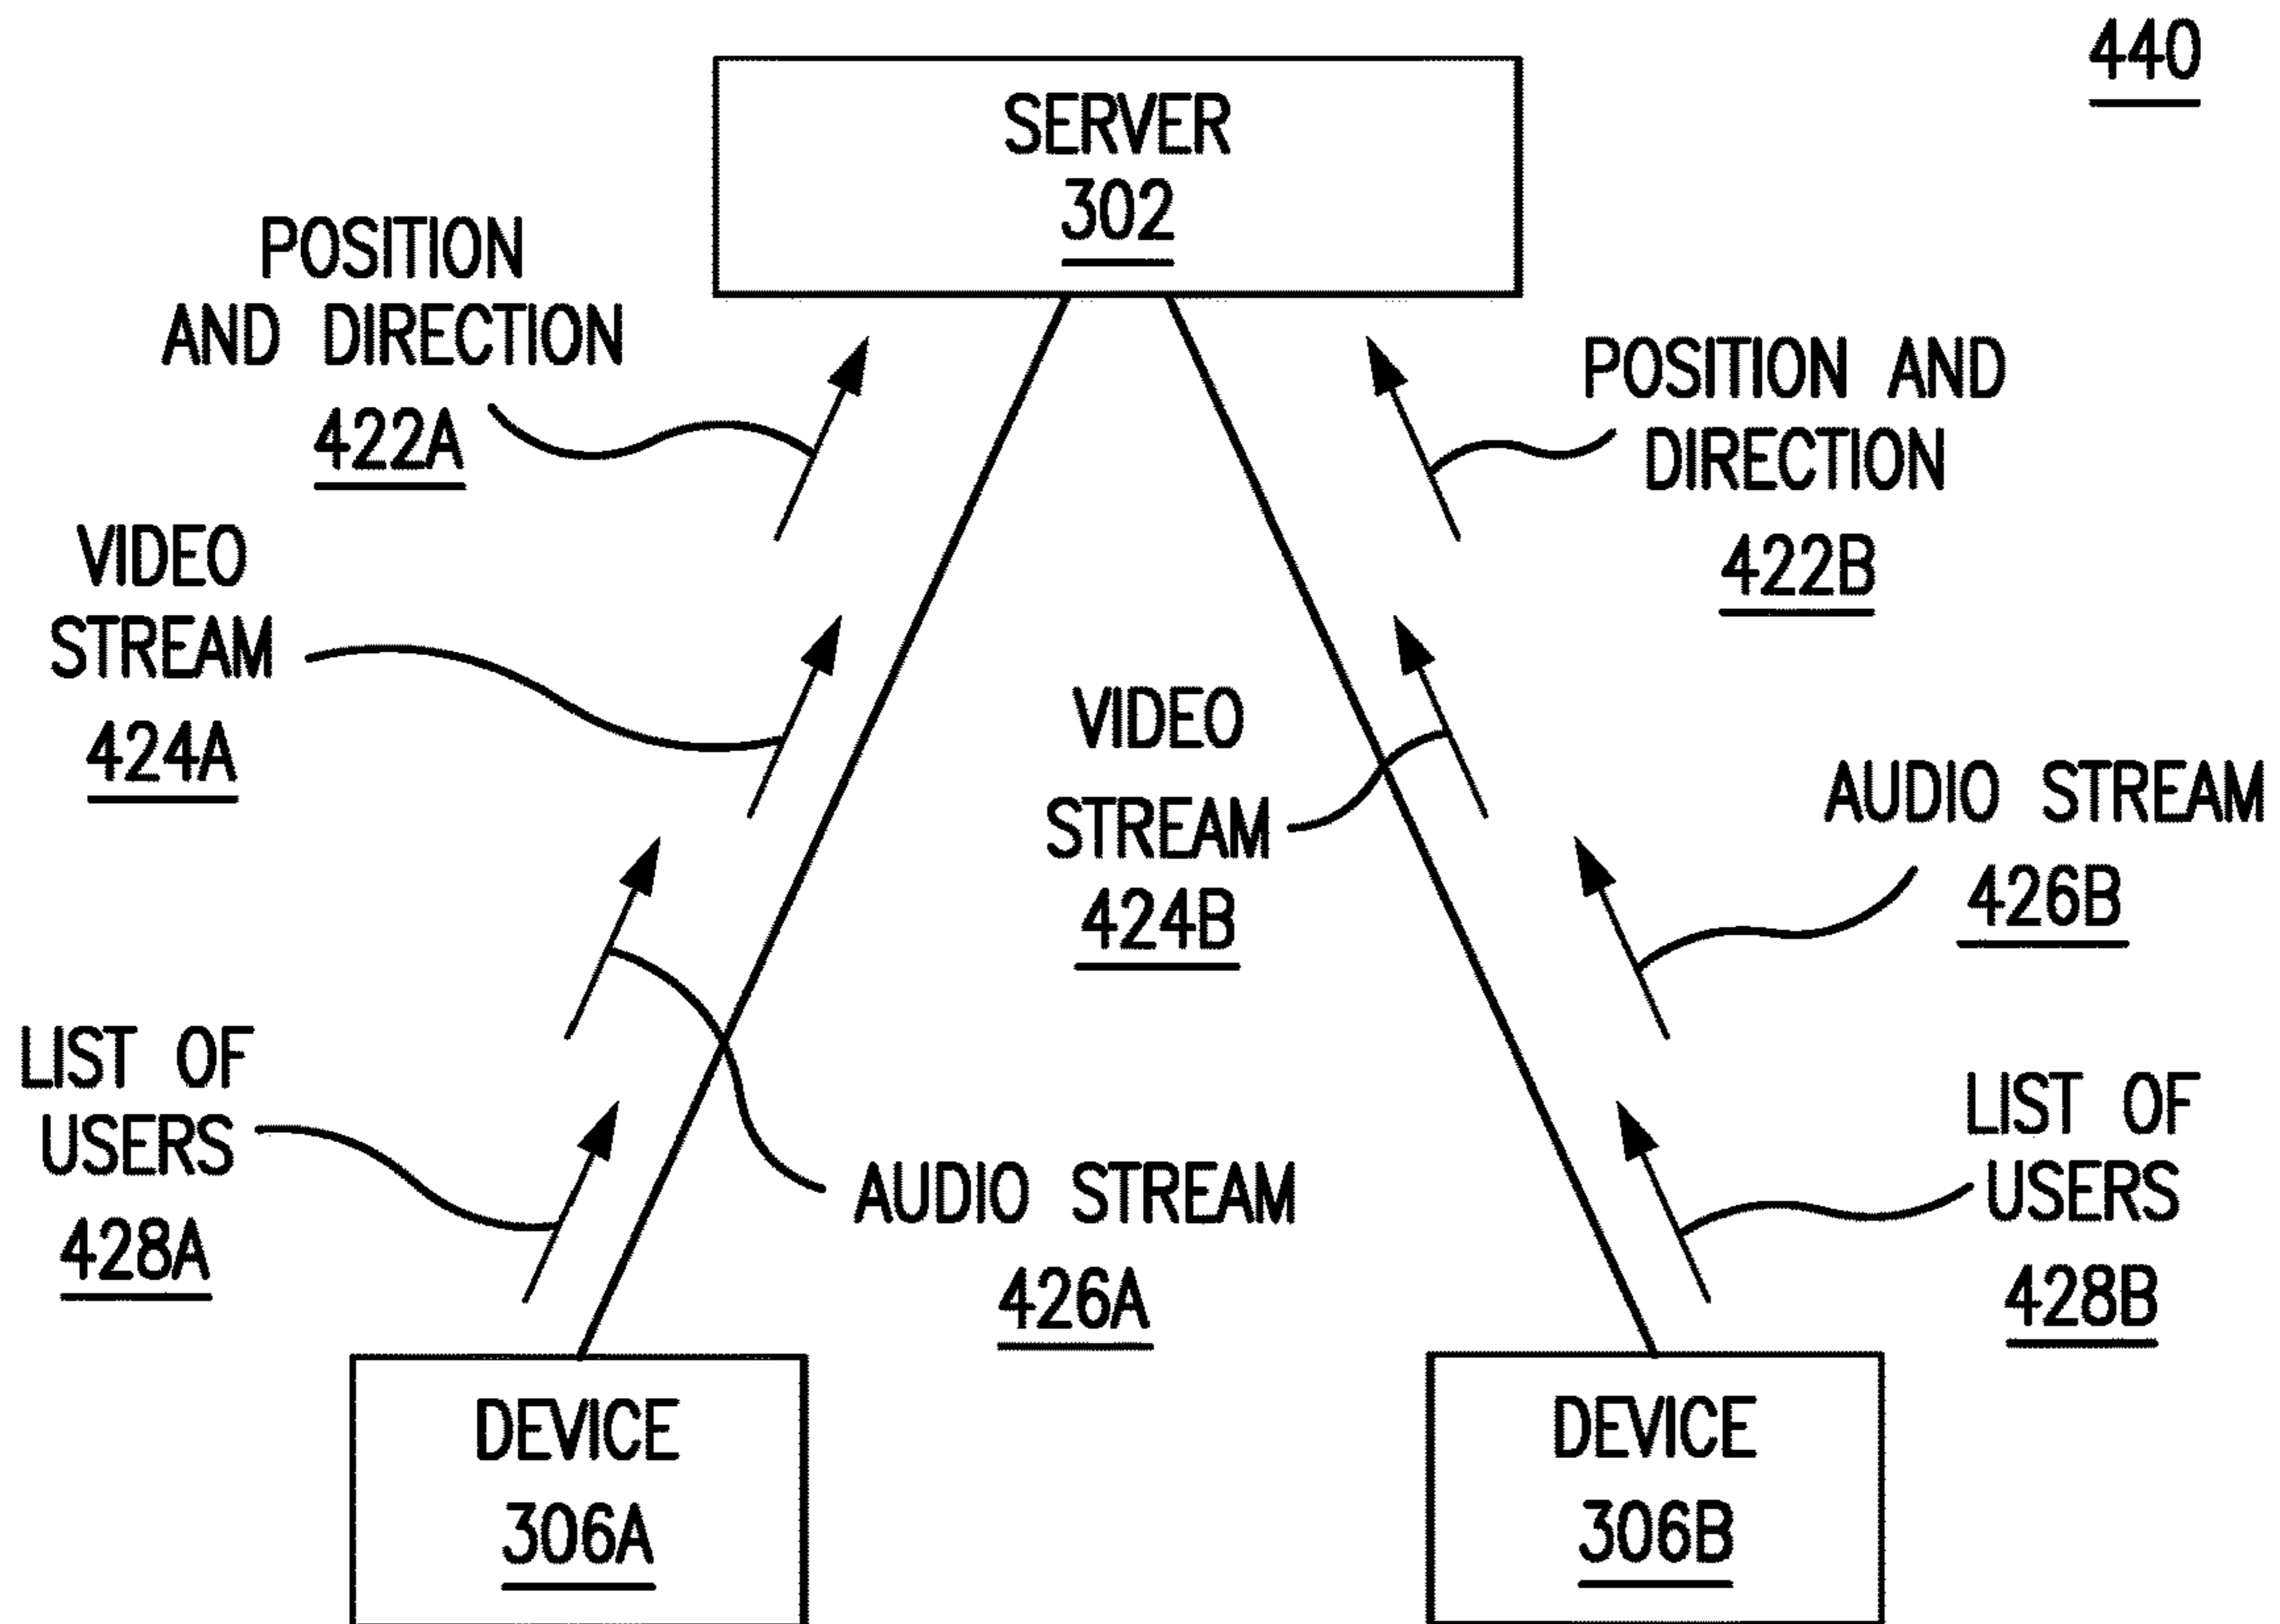 440
SERVER
302
POSITION
AND DIRECTION
422A
POSITION AND
DIRECTION
422B
VIDEO
STREAM
424A
VIDEO
STREAM
424B
AUDIO STREAM
426B
LIST OF
USERS
428A
AUDIO STREAM
426A
LIST OF
USERS
428B
DEVICE
306A
DEVICE
306B